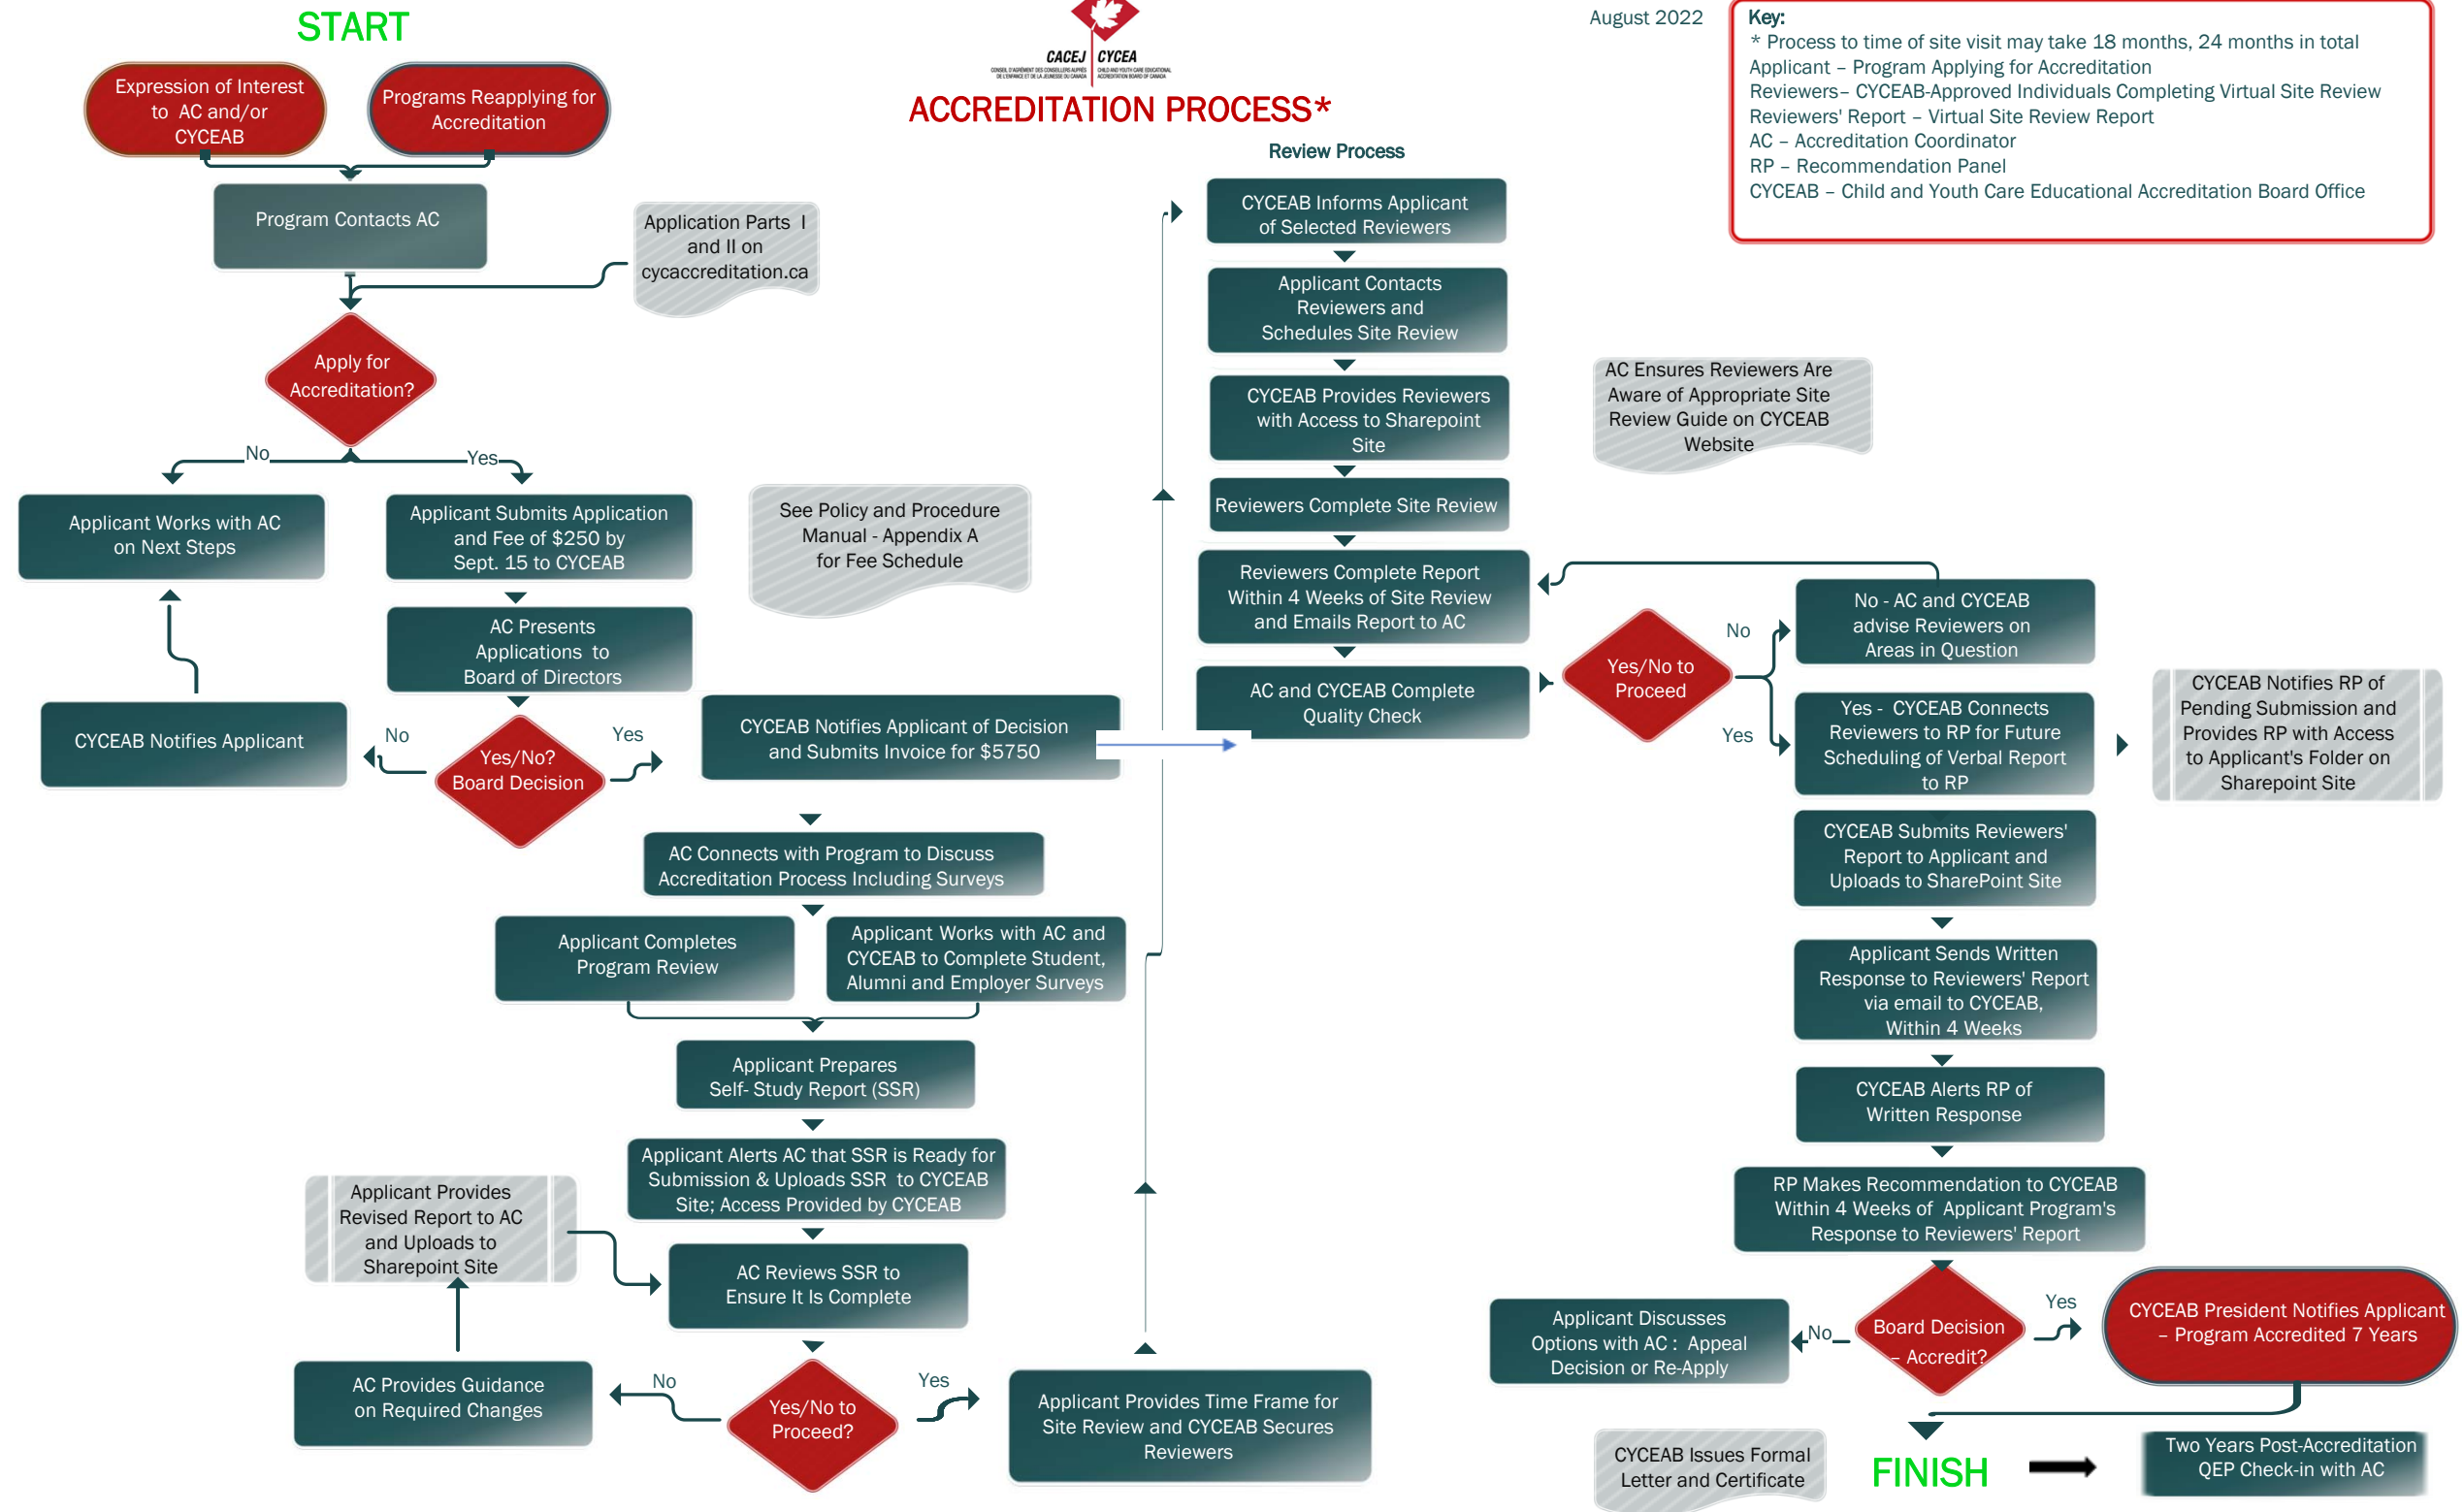 START
CACEJ
CYCEA
CONSEIL D'AGRÉMENT DES CONSEILLERS AUPRÈS
DE L'ENFANCE ET DE LA JEUNESSE DU CANADA
CHILD AND YOUTH CARE EDUCATIONAL
ACCREDITATION BOARD OF CANADA
ACCREDITATION PROCESS*
August 2022
Key:
* Process to time of site visit may take 18 months, 24 months in total
Applicant – Program Applying for Accreditation
Reviewers– CYCEAB-Approved Individuals Completing Virtual Site Review
Reviewers' Report – Virtual Site Review Report
AC – Accreditation Coordinator
RP – Recommendation Panel
CYCEAB – Child and Youth Care Educational Accreditation Board Office
Expression of Interest
to AC and/or
CYCEAB
Programs Reapplying for
Accreditation
Program Contacts AC
Application Parts I
and II on
cycaccreditation.ca
Apply for
Accreditation?
No
Yes
Applicant Works with AC
on Next Steps
Applicant Submits Application
and Fee of $250 by
Sept. 15 to CYCEAB
See Policy and Procedure
Manual - Appendix A
for Fee Schedule
AC Presents
Applications to
Board of Directors
CYCEAB Notifies Applicant
No
Yes/No?
Board Decision
Yes
CYCEAB Notifies Applicant of Decision
and Submits Invoice for $5750
AC Connects with Program to Discuss
Accreditation Process Including Surveys
Applicant Completes
Program Review
Applicant Works with AC and
CYCEAB to Complete Student,
Alumni and Employer Surveys
Applicant Prepares
Self- Study Report (SSR)
Applicant Alerts AC that SSR is Ready for
Submission & Uploads SSR to CYCEAB
Site; Access Provided by CYCEAB
Applicant Provides
Revised Report to AC
and Uploads to
Sharepoint Site
AC Reviews SSR to
Ensure It Is Complete
AC Provides Guidance
on Required Changes
No
Yes/No to
Proceed?
Yes
Applicant Provides Time Frame for
Site Review and CYCEAB Secures
Reviewers
Review Process
CYCEAB Informs Applicant
of Selected Reviewers
Applicant Contacts
Reviewers and
Schedules Site Review
CYCEAB Provides Reviewers
with Access to Sharepoint
Site
AC Ensures Reviewers Are
Aware of Appropriate Site
Review Guide on CYCEAB
Website
Reviewers Complete Site Review
Reviewers Complete Report
Within 4 Weeks of Site Review
and Emails Report to AC
AC and CYCEAB Complete
Quality Check
Yes/No to
Proceed
No
Yes
No - AC and CYCEAB
advise Reviewers on
Areas in Question
Yes - CYCEAB Connects
Reviewers to RP for Future
Scheduling of Verbal Report
to RP
CYCEAB Notifies RP of
Pending Submission and
Provides RP with Access
to Applicant's Folder on
Sharepoint Site
CYCEAB Submits Reviewers'
Report to Applicant and
Uploads to SharePoint Site
Applicant Sends Written
Response to Reviewers' Report
via email to CYCEAB,
Within 4 Weeks
CYCEAB Alerts RP of
Written Response
RP Makes Recommendation to CYCEAB
Within 4 Weeks of Applicant Program's
Response to Reviewers' Report
Applicant Discusses
Options with AC : Appeal
Decision or Re-Apply
No
Board Decision
– Accredit?
Yes
CYCEAB President Notifies Applicant
– Program Accredited 7 Years
CYCEAB Issues Formal
Letter and Certificate
FINISH
Two Years Post-Accreditation
QEP Check-in with AC